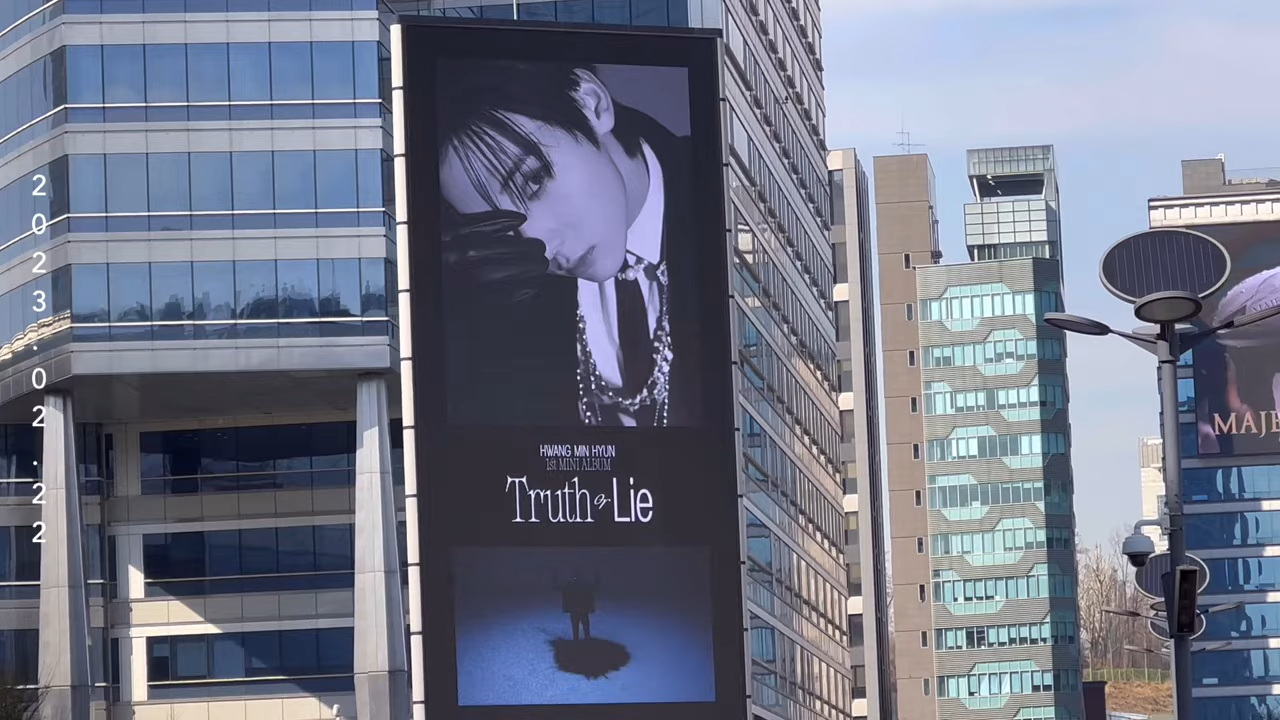 2023.02.22
HWANG MIN HYUN
1st MINI ALBUM
Truth or Lie
MAJE